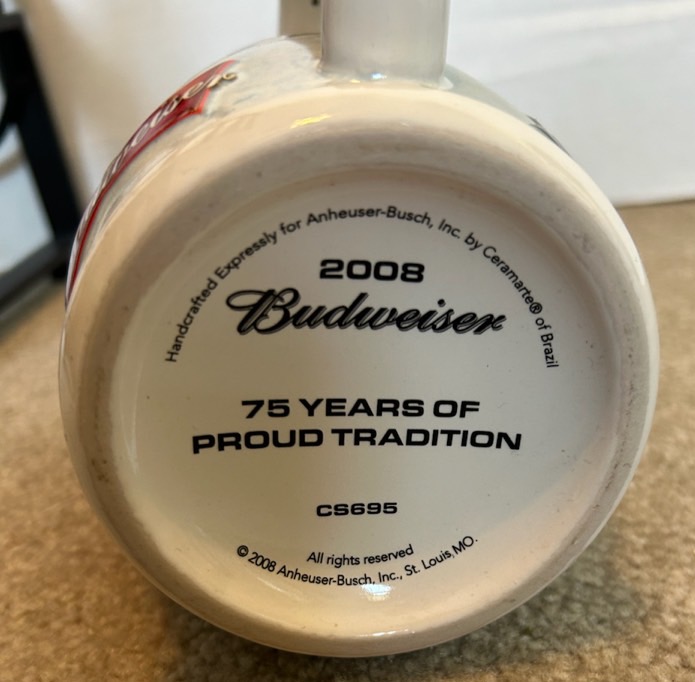 Handcrafted Expressly for Anheuser-Busch, Inc. by Ceramarte® of Brazil
2008
Budweiser
75 YEARS OF
PROUD TRADITION
CS695
All rights reserved
© 2008 Anheuser-Busch, Inc., St. Louis, MO.